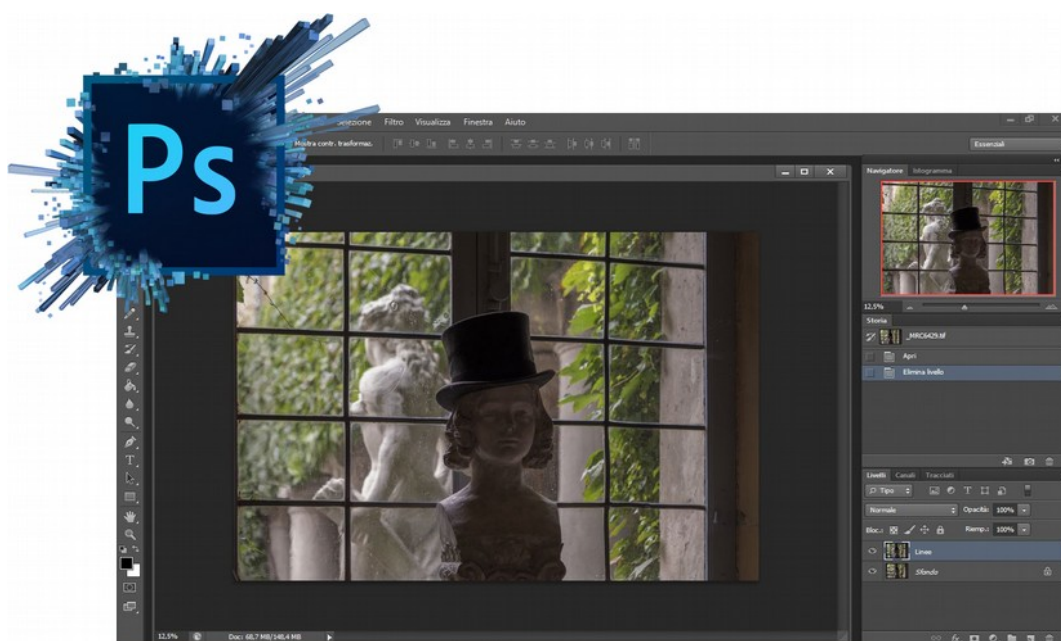 Ps
Selezione Filtro Visualizza Finestra Aiuto
Mostra contr. trasformaz.
Essenziali
Navigatore Istogramma
12,5%
Storia
_MRC6429.tif
Apri
Elimina livello
Livelli Canali Tracciati
Tipo
Normale Opacità: 100%
Bloc.: Riemp.: 100%
Linee
Sfondo
12,5% Doc: 68,7 MB/148,4 MB